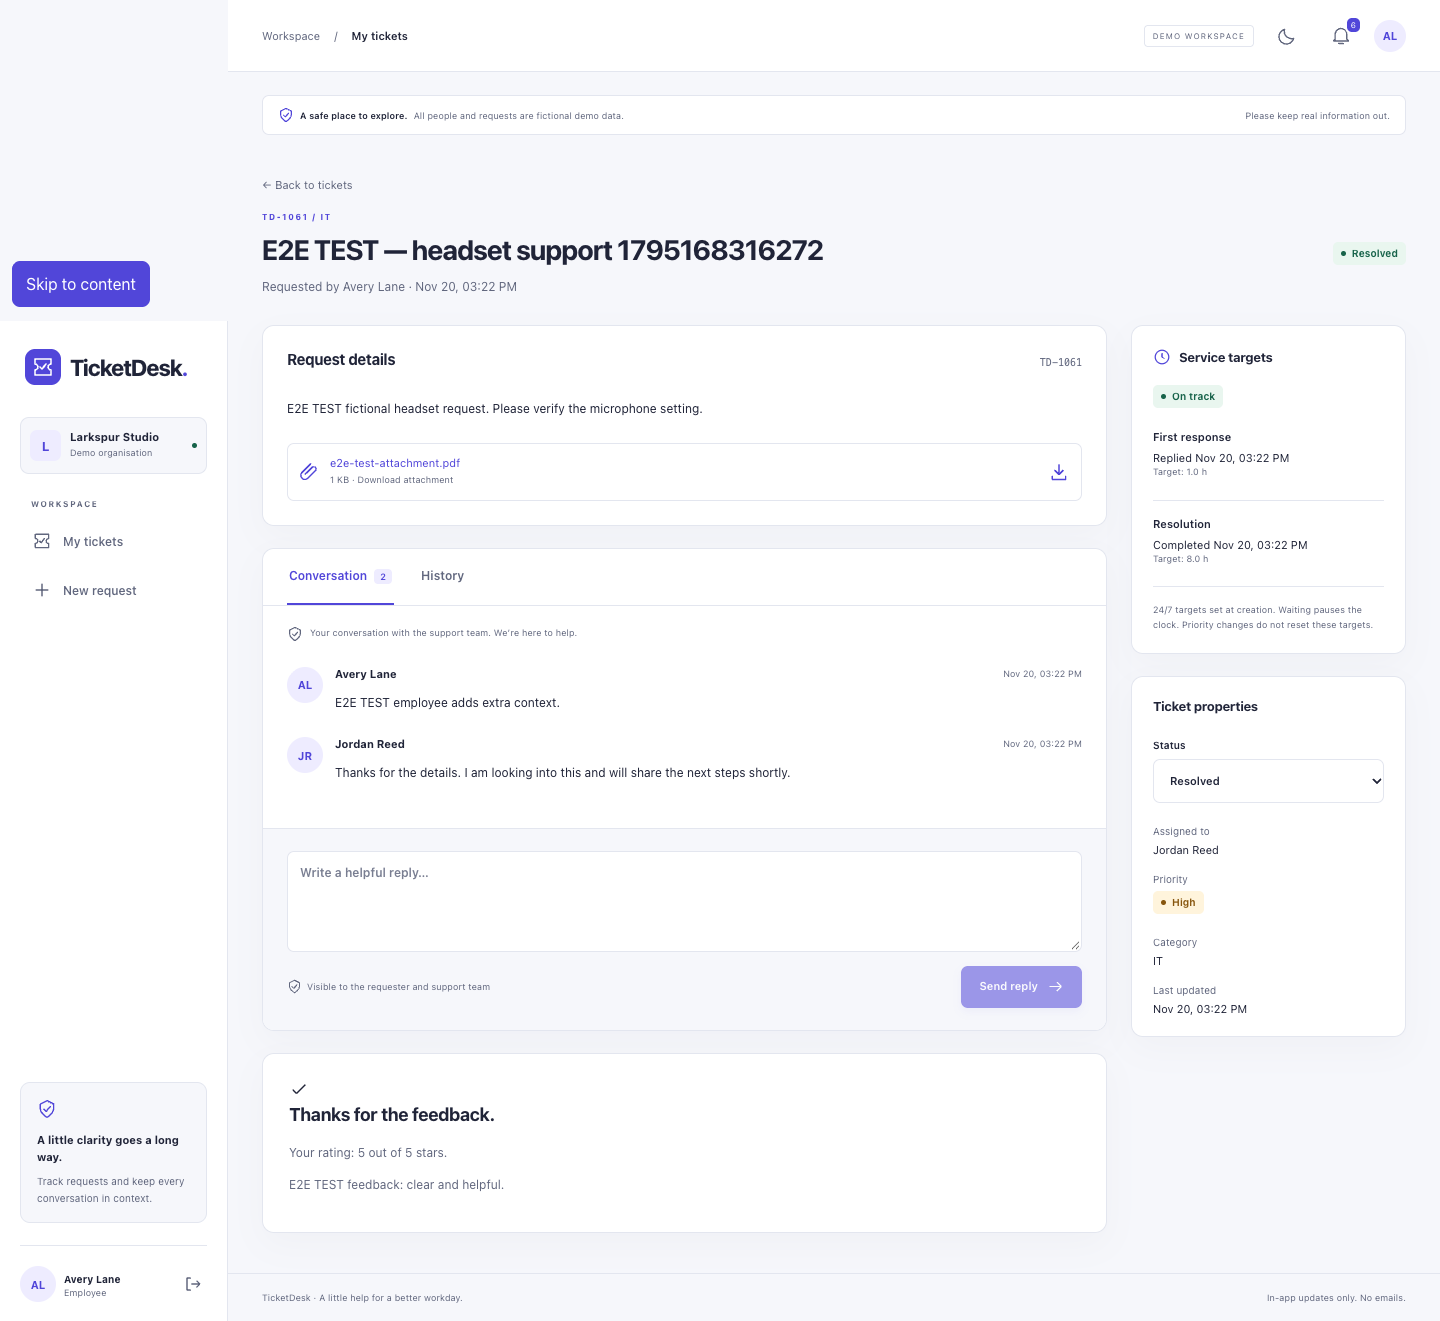 Workspace / My tickets
DEMO WORKSPACE
6
AL
A safe place to explore. All people and requests are fictional demo data.
Please keep real information out.
← Back to tickets
TD-1061 / IT
E2E TEST — headset support 1795168316272
Resolved
Requested by Avery Lane · Nov 20, 03:22 PM
Skip to content
TicketDesk.
L
Larkspur Studio
Demo organisation
WORKSPACE
My tickets
New request
A little clarity goes a long
way.
Track requests and keep every
conversation in context.
AL
Avery Lane
Employee
Request details
TD-1061
E2E TEST fictional headset request. Please verify the microphone setting.
e2e-test-attachment.pdf
1 KB · Download attachment
Conversation 2
History
Your conversation with the support team. We're here to help.
AL
Avery Lane
Nov 20, 03:22 PM
E2E TEST employee adds extra context.
JR
Jordan Reed
Nov 20, 03:22 PM
Thanks for the details. I am looking into this and will share the next steps shortly.
Write a helpful reply...
Visible to the requester and support team
Send reply →
Thanks for the feedback.
Your rating: 5 out of 5 stars.
E2E TEST feedback: clear and helpful.
Service targets
On track
First response
Replied Nov 20, 03:22 PM
Target: 1.0 h
Resolution
Completed Nov 20, 03:22 PM
Target: 8.0 h
24/7 targets set at creation. Waiting pauses the
clock. Priority changes do not reset these targets.
Ticket properties
Status
Resolved
Assigned to
Jordan Reed
Priority
High
Category
IT
Last updated
Nov 20, 03:22 PM
TicketDesk · A little help for a better workday.
In-app updates only. No emails.